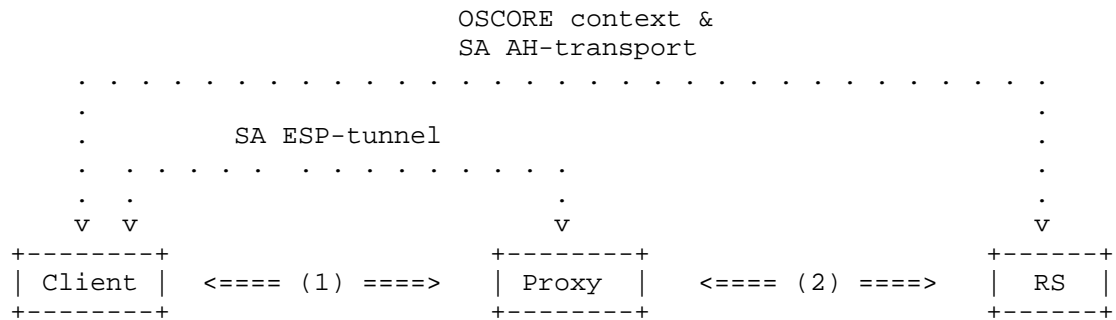 OSCORE context &
SA AH-transport
. . . . . . . . . . . . . . . . . . . . . . . . . . . . . . .
. .
. SA ESP-tunnel .
. . . . . . . . . . . . . . . . .
. . . .
v v v v
+--------+ +--------+ +------+
| Client | <==== (1) ====> | Proxy | <==== (2) ====> | RS |
+--------+ +--------+ +------+